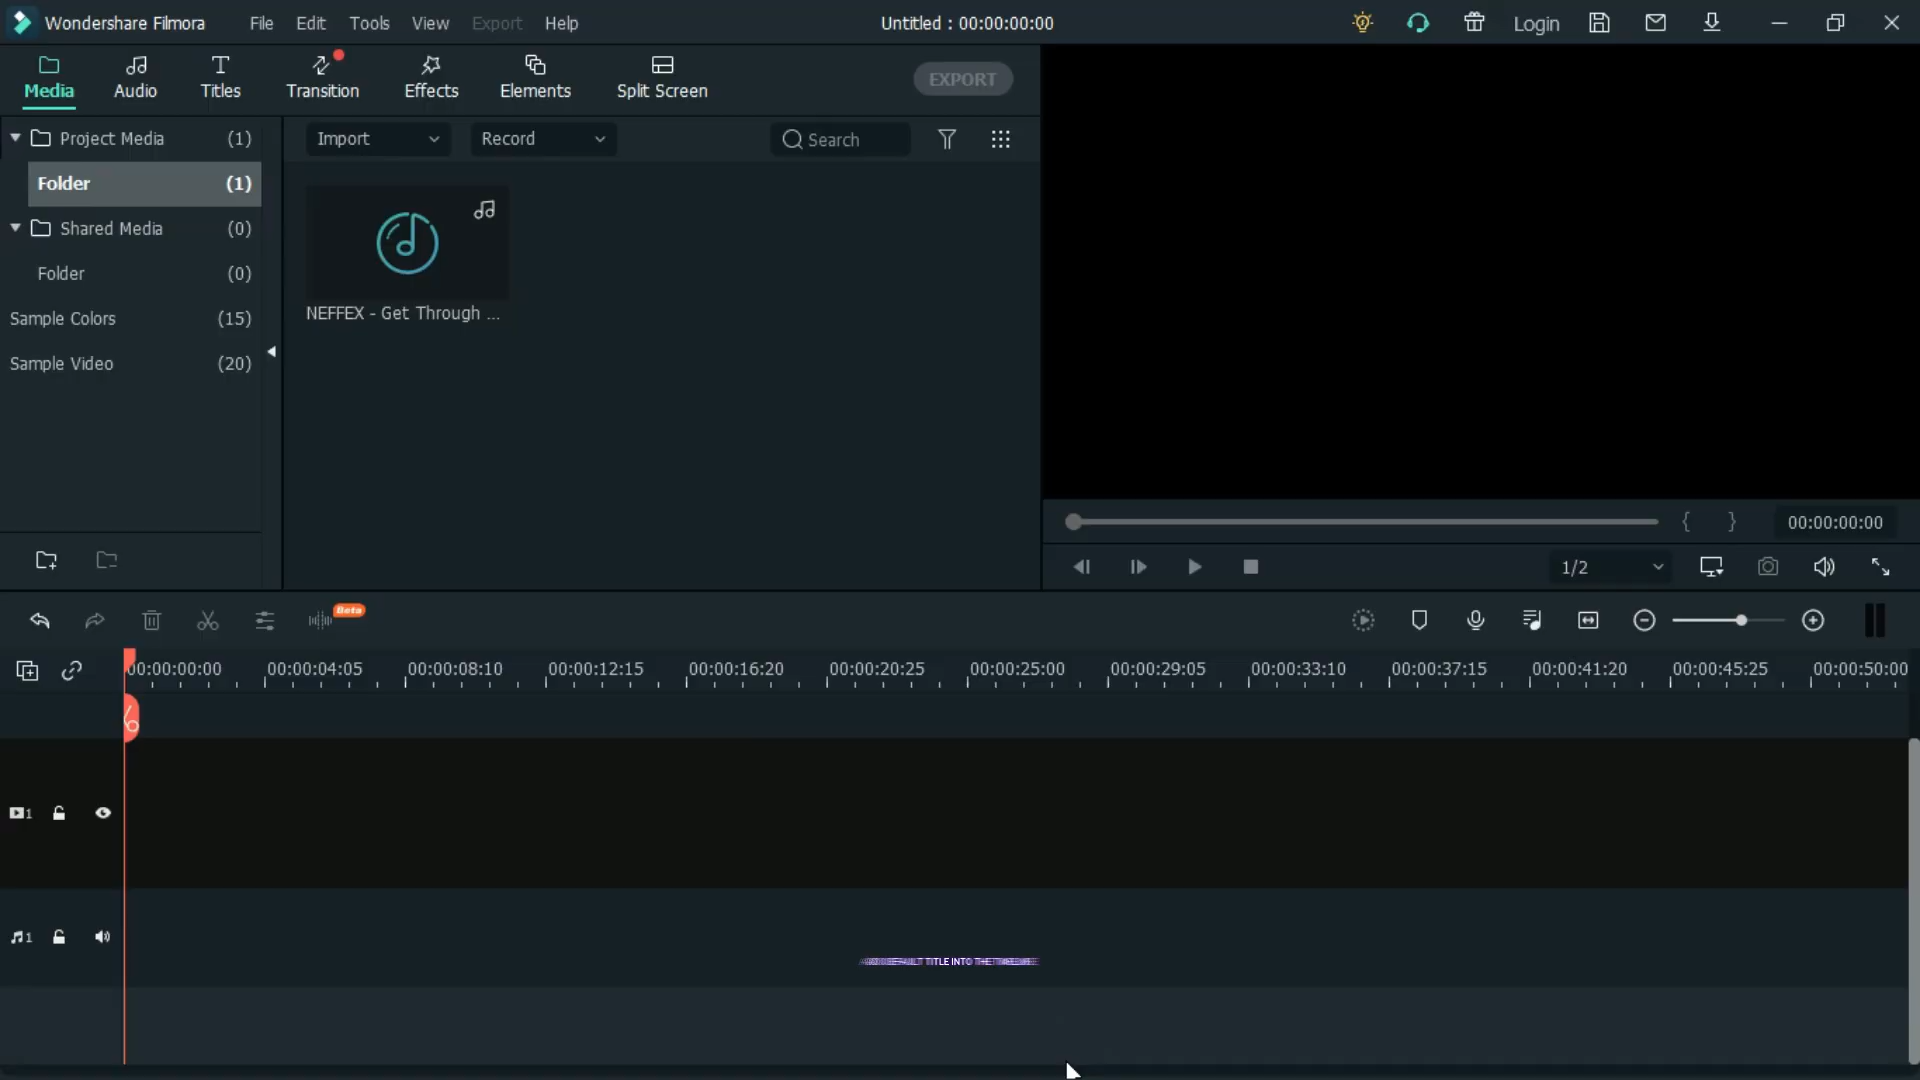 Wondershare Filmora File Edit Tools View Export Help Untitled : 00:00:00:00 Login
Media Audio Titles Transition Effects Elements Split Screen EXPORT
Project Media (1)
Folder (1)
Shared Media (0)
Folder (0)
Sample Colors (15)
Sample Video (20)
Import Record Search
NEFFEX - Get Through ...
{ } 00:00:00:00
1/2
Beta
00:00:00:00 00:00:04:05 00:00:08:10 00:00:12:15 00:00:16:20 00:00:20:25 00:00:25:00 00:00:29:05 00:00:33:10 00:00:37:15 00:00:41:20 00:00:45:25 00:00:50:00
1
1
TITLE INTO THE